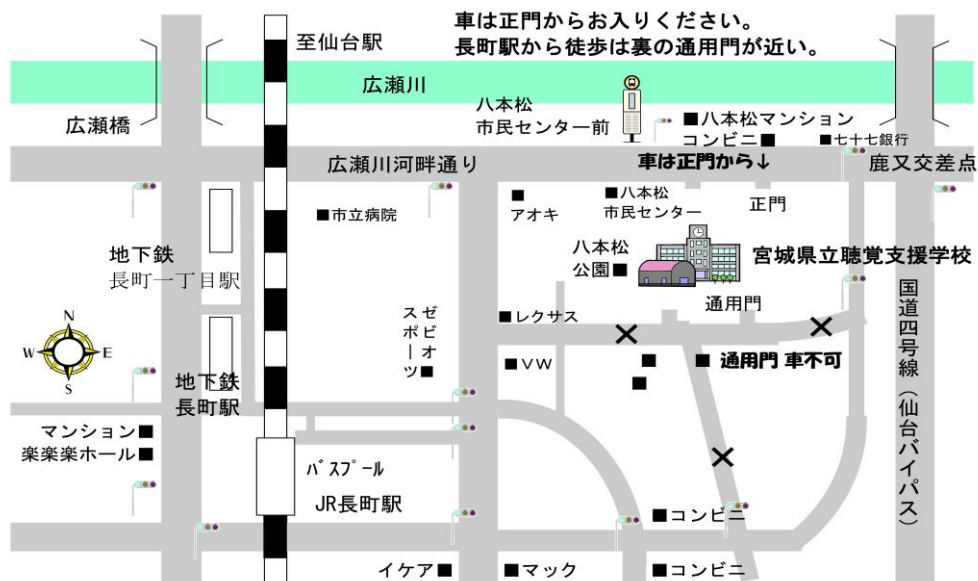 車は正門からお入りください。
長町駅から徒歩は裏の通用門が近い。
至仙台駅
広瀬川
広瀬橋
八本松
市民センター前
■八本松マンション
コンビニ■
■七十七銀行
広瀬川河畔通り
車は正門から↓
鹿又交差点
■市立病院
アオキ
■八本松
市民センター
正門
地下鉄
長町一丁目駅
八本松
公園■
宮城県立聴覚支援学校
通用門
国道四号線（仙台バイパス）
ゼビオ
スポーツ■
■レクサス
N
W
E
S
■VW
通用門 車不可
地下鉄
長町駅
マンション■
楽楽楽ホール■
バスプール
JR長町駅
■コンビニ
イケア■
■マック
■コンビニ